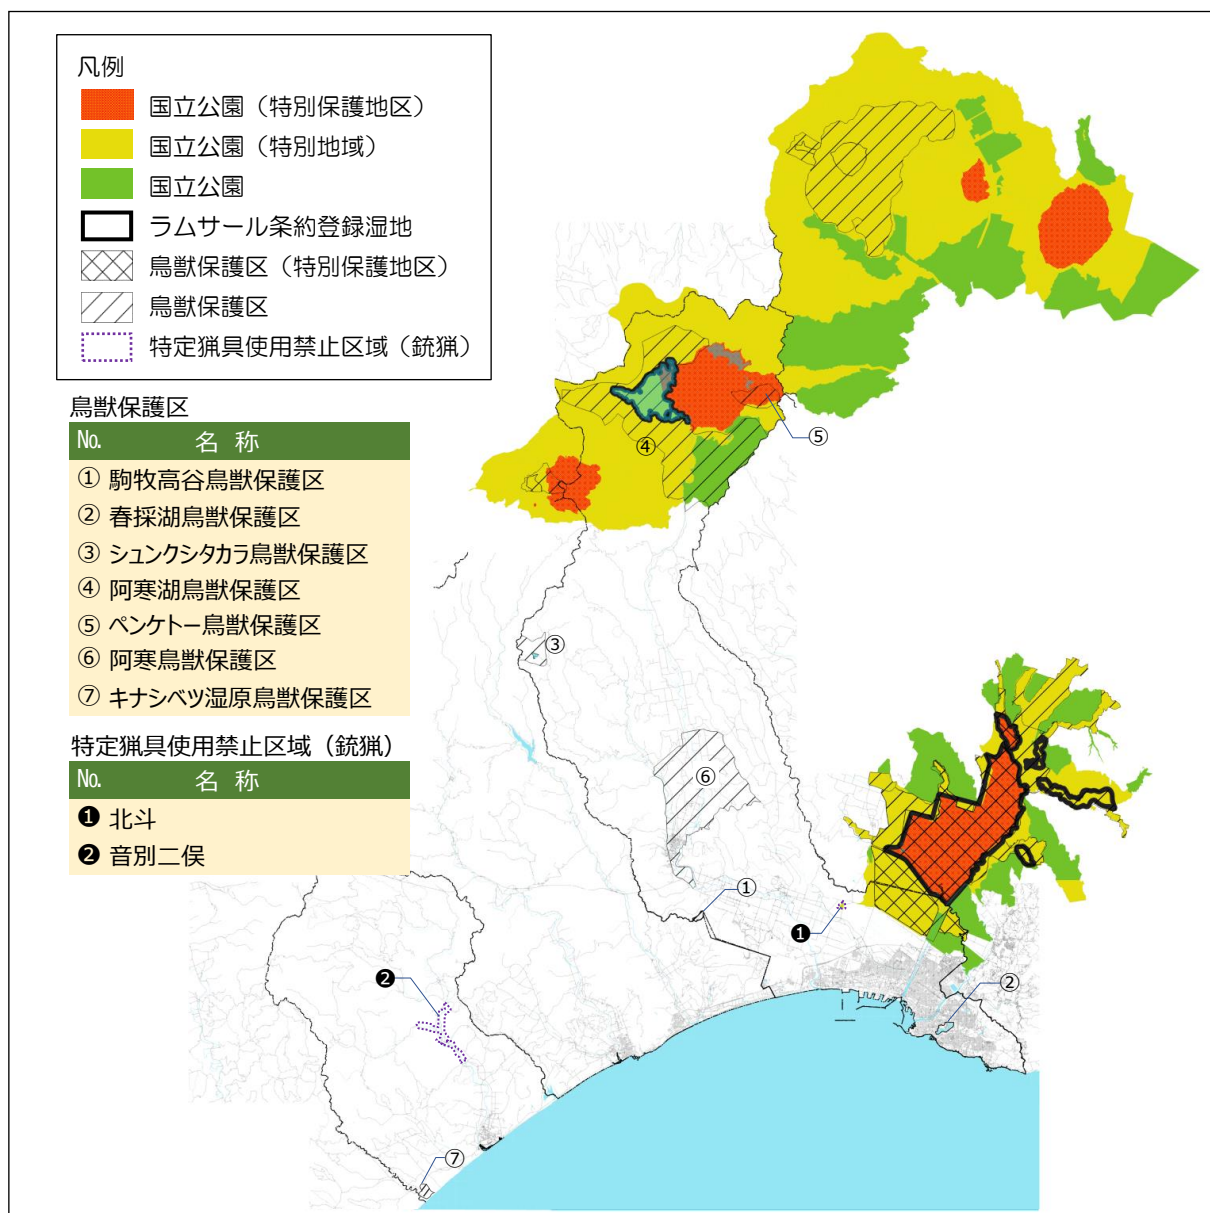 凡例
国立公園（特別保護地区）
国立公園（特別地域）
国立公園
ラムサール条約登録湿地
鳥獣保護区（特別保護地区）
鳥獣保護区
特定猟具使用禁止区域（銃猟）
鳥獣保護区
No. 名 称
① 駒牧高谷鳥獣保護区
② 春採湖鳥獣保護区
③ シュンクシタカラ鳥獣保護区
④ 阿寒湖鳥獣保護区
⑤ ペンケトー鳥獣保護区
⑥ 阿寒鳥獣保護区
⑦ キナシベツ湿原鳥獣保護区
特定猟具使用禁止区域（銃猟）
No. 名 称
❶ 北斗
❷ 音別二俣
④
⑤
③
⑥
①
❶
❷
②
⑦